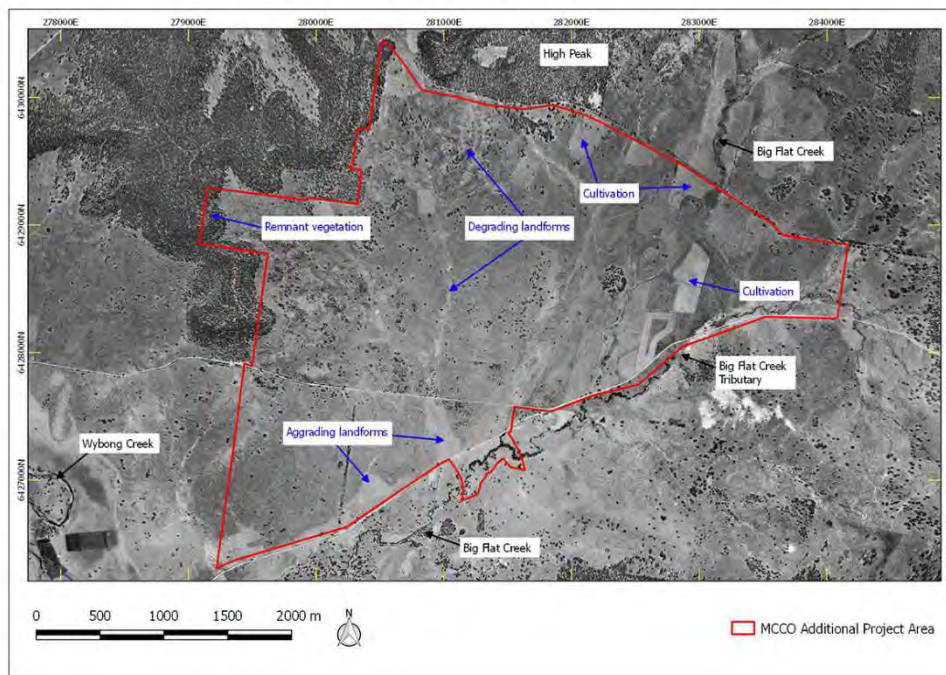 278000E 279000E 280000E 281000E 282000E 283000E 284000E
High Peak
6430000N
Big Flat Creek
Cultivation
Remnant vegetation
Degrading landforms
6429000N
Cultivation
6428000N
Big Flat Creek
Tributary
Aggrading landforms
Wybong Creek
6427000N
Big Flat Creek
0 500 1000 1500 2000 m
N
MCCO Additional Project Area